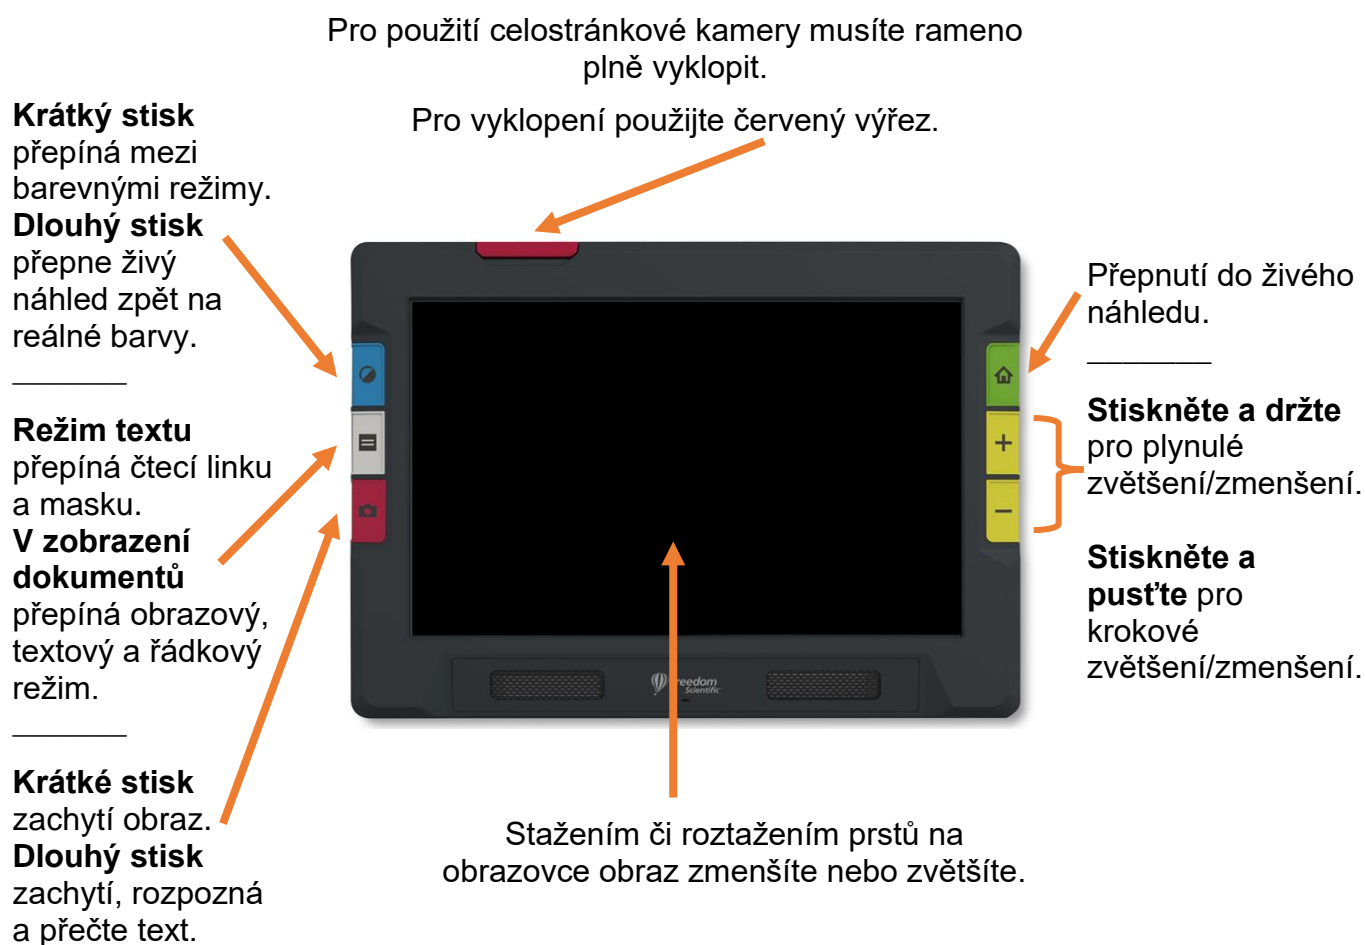 Pro použití celostránkové kamery musíte rameno
plně vyklopit.
Pro vyklopení použijte červený výřez.
Krátký stisk
přepíná mezi
barevnými režimy.
Dlouhý stisk
přepne živý
náhled zpět na
reálné barvy.
Režim textu
přepíná čtecí linku
a masku.
V zobrazení
dokumentů
přepíná obrazový,
textový a řádkový
režim.
Krátké stisk
zachytí obraz.
Dlouhý stisk
zachytí, rozpozná
a přečte text.
Přepnutí do živého
náhledu.
Stiskněte a držte
pro plynulé
zvětšení/zmenšení.
Stiskněte a
pusťte pro
krokové
zvětšení/zmenšení.
Freedom
Scientific
Stažením či roztažením prstů na
obrazovce obraz zmenšíte nebo zvětšíte.